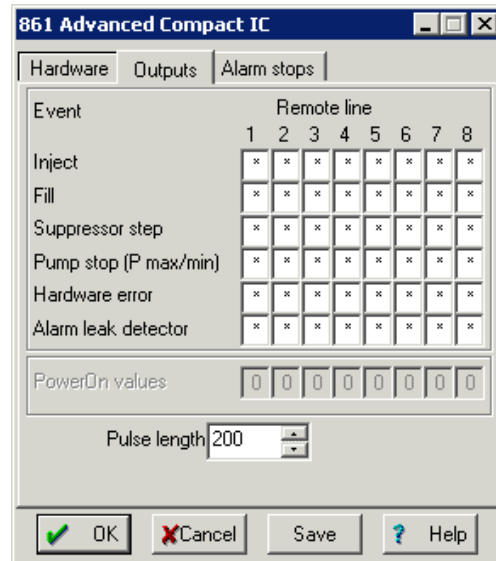 861 Advanced Compact IC
Hardware Outputs Alarm stops
Event Remote line
1 2 3 4 5 6 7 8
Inject * * * * * * * *
Fill * * * * * * * *
Suppressor step * * * * * * * *
Pump stop (P max/min) * * * * * * * *
Hardware error * * * * * * * *
Alarm leak detector * * * * * * * *
PowerOn values 0 0 0 0 0 0 0 0
Pulse length 200
OK Cancel Save ? Help